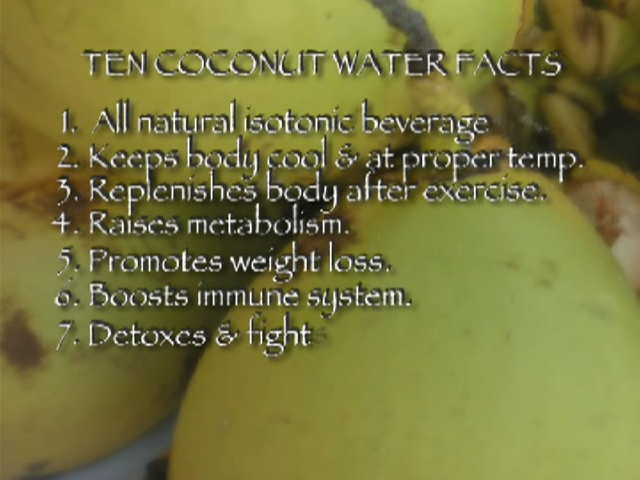 TEN COCONUT WATER FACTS
1. All natural isotonic beverage
2. Keeps body cool & at proper temp.
3. Replenishes body after exercise.
4. Raises metabolism.
5. Promotes weight loss.
6. Boosts immune system.
7. Detoxes & fights